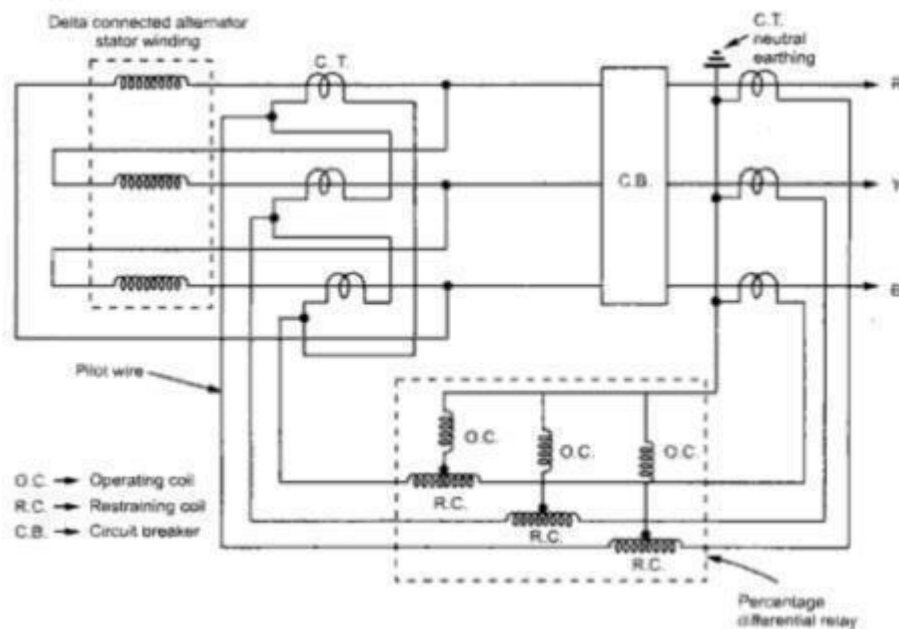 Delta connected alternator
stator winding
C. T.
C.T.
neutral
earthing
R
C.B.
Y
Pilot wire
O.C.
O.C.
O.C.
R.C.
R.C.
R.C.
O.C. → Operating coil
R.C. → Restraining coil
C.B. → Circuit breaker
Percentage
differential relay